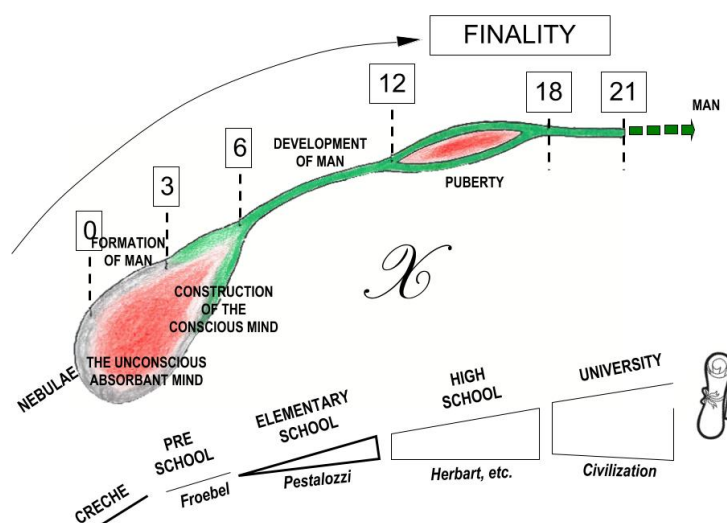 FINALITY
12
18
21
MAN
6
DEVELOPMENT
OF MAN
3
PUBERTY
0
FORMATION
OF MAN
X
CONSTRUCTION
OF THE
CONSCIOUS MIND
THE UNCONSCIOUS
ABSORBANT MIND
NEBULAE
CRECHE
PRE
SCHOOL
Froebel
ELEMENTARY
SCHOOL
Pestalozzi
HIGH
SCHOOL
Herbart, etc.
UNIVERSITY
Civilization